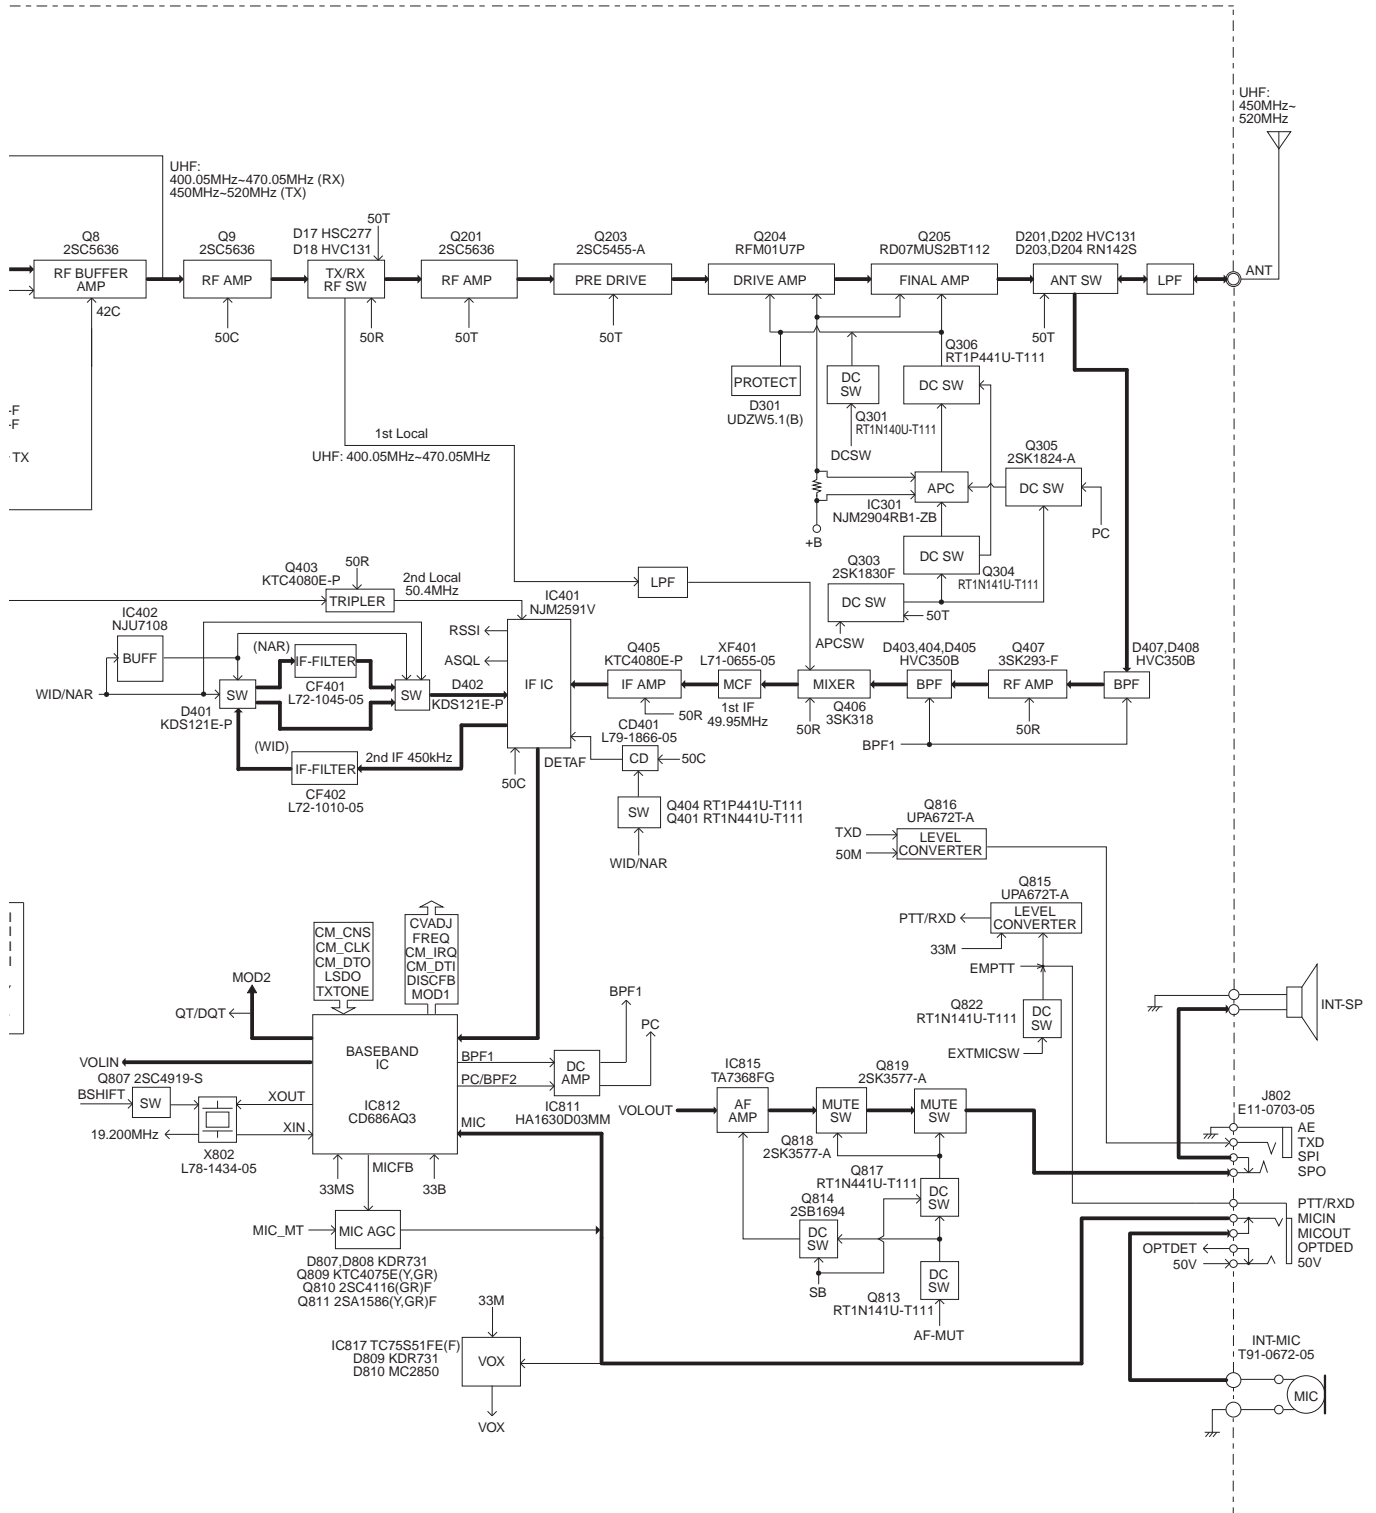 UHF:
450MHz~
520MHz
UHF:
400.05MHz~470.05MHz (RX)
450MHz~520MHz (TX)
Q8
2SC5636
RF BUFFER
AMP
42C
Q9
2SC5636
RF AMP
50C
50T
D17 HSC277
D18 HVC131
TX/RX
RF SW
50R
Q201
2SC5636
RF AMP
50T
Q203
2SC5455-A
PRE DRIVE
50T
Q204
RFM01U7P
DRIVE AMP
Q205
RD07MUS2BT112
FINAL AMP
D201,D202 HVC131
D203,D204 RN142S
ANT SW
50T
LPF
ANT
Q306
RT1P441U-T111
PROTECT
D301
UDZW5.1(B)
DC
SW
Q301
RT1N140U-T111
DCSW
DC SW
-F
-F
TX
1st Local
UHF: 400.05MHz~470.05MHz
Q305
2SK1824-A
DC SW
PC
APC
IC301
NJM2904RB1-ZB
+B
DC SW
Q304
RT1N141U-T111
Q303
2SK1830F
DC SW
50T
APCSW
Q403
KTC4080E-P
50R
TRIPLER
2nd Local
50.4MHz
LPF
IC402
NJU7108
BUFF
IC401
NJM2591V
IF IC
RSSI
ASQL
(NAR)
IF-FILTER
CF401
L72-1045-05
WID/NAR
SW
D401
KDS121E-P
SW
D402
KDS121E-P
(WID)
IF-FILTER
2nd IF 450kHz
CF402
L72-1010-05
50C
DETAF
Q405
KTC4080E-P
IF AMP
50R
XF401
L71-0655-05
MCF
1st IF
49.95MHz
MIXER
Q406
3SK318
50R
D403,404,D405
HVC350B
BPF
Q407
3SK293-F
RF AMP
50R
D407,D408
HVC350B
BPF
BPF1
CD401
L79-1866-05
CD
50C
SW
Q404 RT1P441U-T111
Q401 RT1N441U-T111
WID/NAR
Q816
UPA672T-A
TXD
50M
LEVEL
CONVERTER
Q815
UPA672T-A
LEVEL
CONVERTER
PTT/RXD
33M
EMPTT
Q822
RT1N141U-T111
DC
SW
EXTMICSW
INT-SP
CM_CNS
CM_CLK
CM_DTO
LSDO
TXTONE
CVADJ
FREQ
CM_IRQ
CM_DTI
DISCFB
MOD1
MOD2
QT/DQT
VOLIN
BASEBAND
IC
IC812
CD686AQ3
BPF1
PC/BPF2
MIC
BPF1
PC
DC
AMP
IC811
HA1630D03MM
Q807 2SC4919-S
BSHIFT
SW
XOUT
XIN
19.200MHz
X802
L78-1434-05
33MS
MICFB
33B
MIC_MT
MIC AGC
D807,D808 KDR731
Q809 KTC4075E(Y,GR)
Q810 2SC4116(GR)F
Q811 2SA1586(Y,GR)F
33M
IC817 TC75S51FE(F)
D809 KDR731
D810 MC2850
VOX
VOX
VOLOUT
IC815
TA7368FG
AF
AMP
MUTE
SW
Q818
2SK3577-A
Q819
2SK3577-A
MUTE
SW
Q817
RT1N441U-T111
DC
SW
Q814
2SB1694
DC
SW
SB
DC
SW
Q813
RT1N141U-T111
AF-MUT
J802
E11-0703-05
AE
TXD
SPI
SPO
PTT/RXD
MICIN
MICOUT
OPTDET
OPTDED
50V
50V
INT-MIC
T91-0672-05
MIC